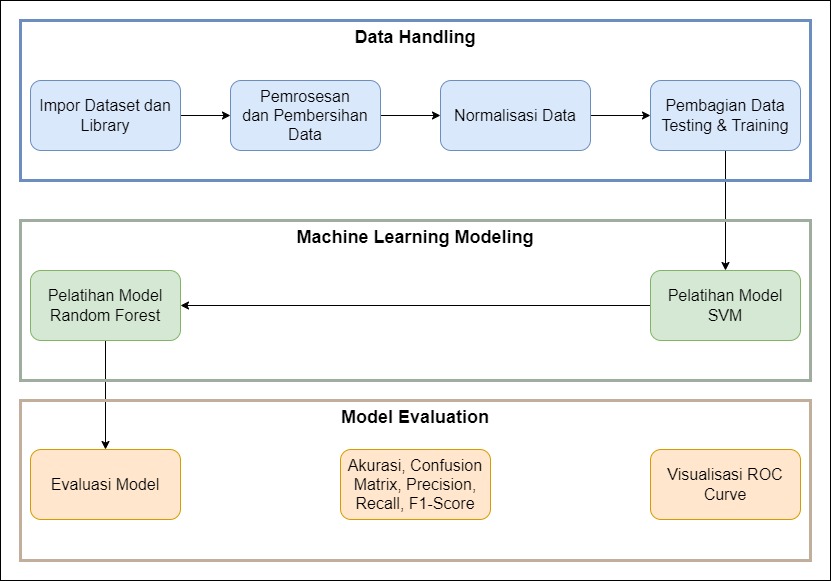 Data Handling
Impor Dataset dan
Library
Pemrosesan
dan Pembersihan
Data
Normalisasi Data
Pembagian Data
Testing & Training
Machine Learning Modeling
Pelatihan Model
Random Forest
Pelatihan Model
SVM
Model Evaluation
Evaluasi Model
Akurasi, Confusion
Matrix, Precision,
Recall, F1-Score
Visualisasi ROC
Curve